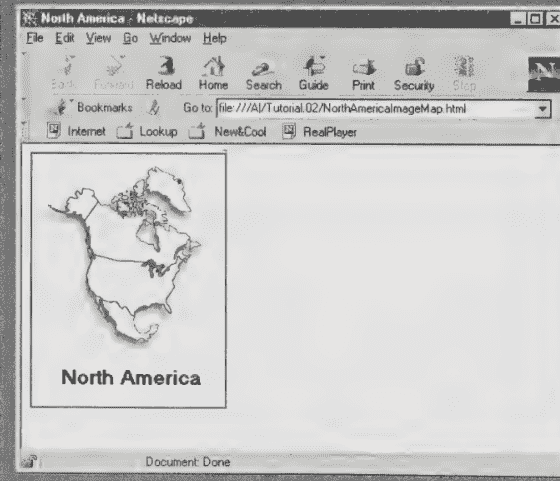 North America - Netscape
File Edit View Go Window Help
Back Forward Reload Home Search Guide Print Security Stop
Bookmarks Go to: file:///A|/Tutorial.02/NorthAmericaImageMap.html
Internet Lookup New&Cool RealPlayer
North America
Document: Done